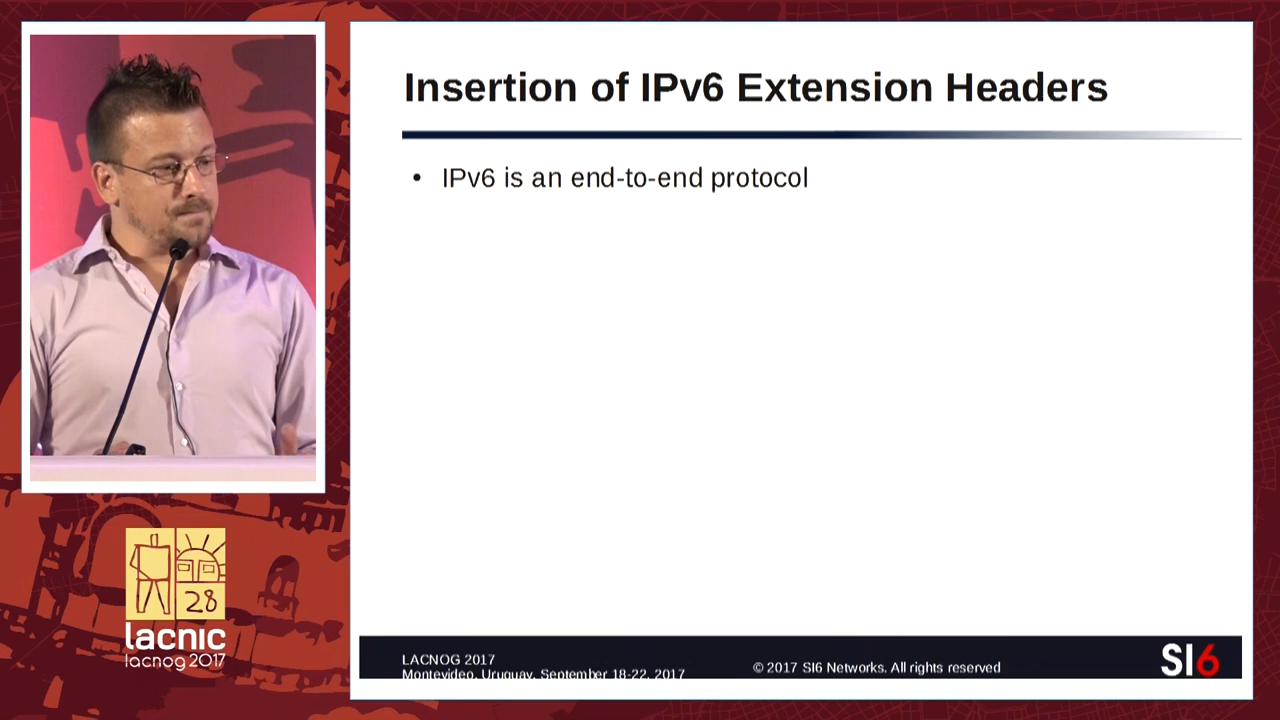 Insertion of IPv6 Extension Headers
• IPv6 is an end-to-end protocol
28
lacnic
lacnog 2017
LACNOG 2017
Montevideo, Uruguay, September 18-22, 2017
© 2017 SI6 Networks. All rights reserved
SI6